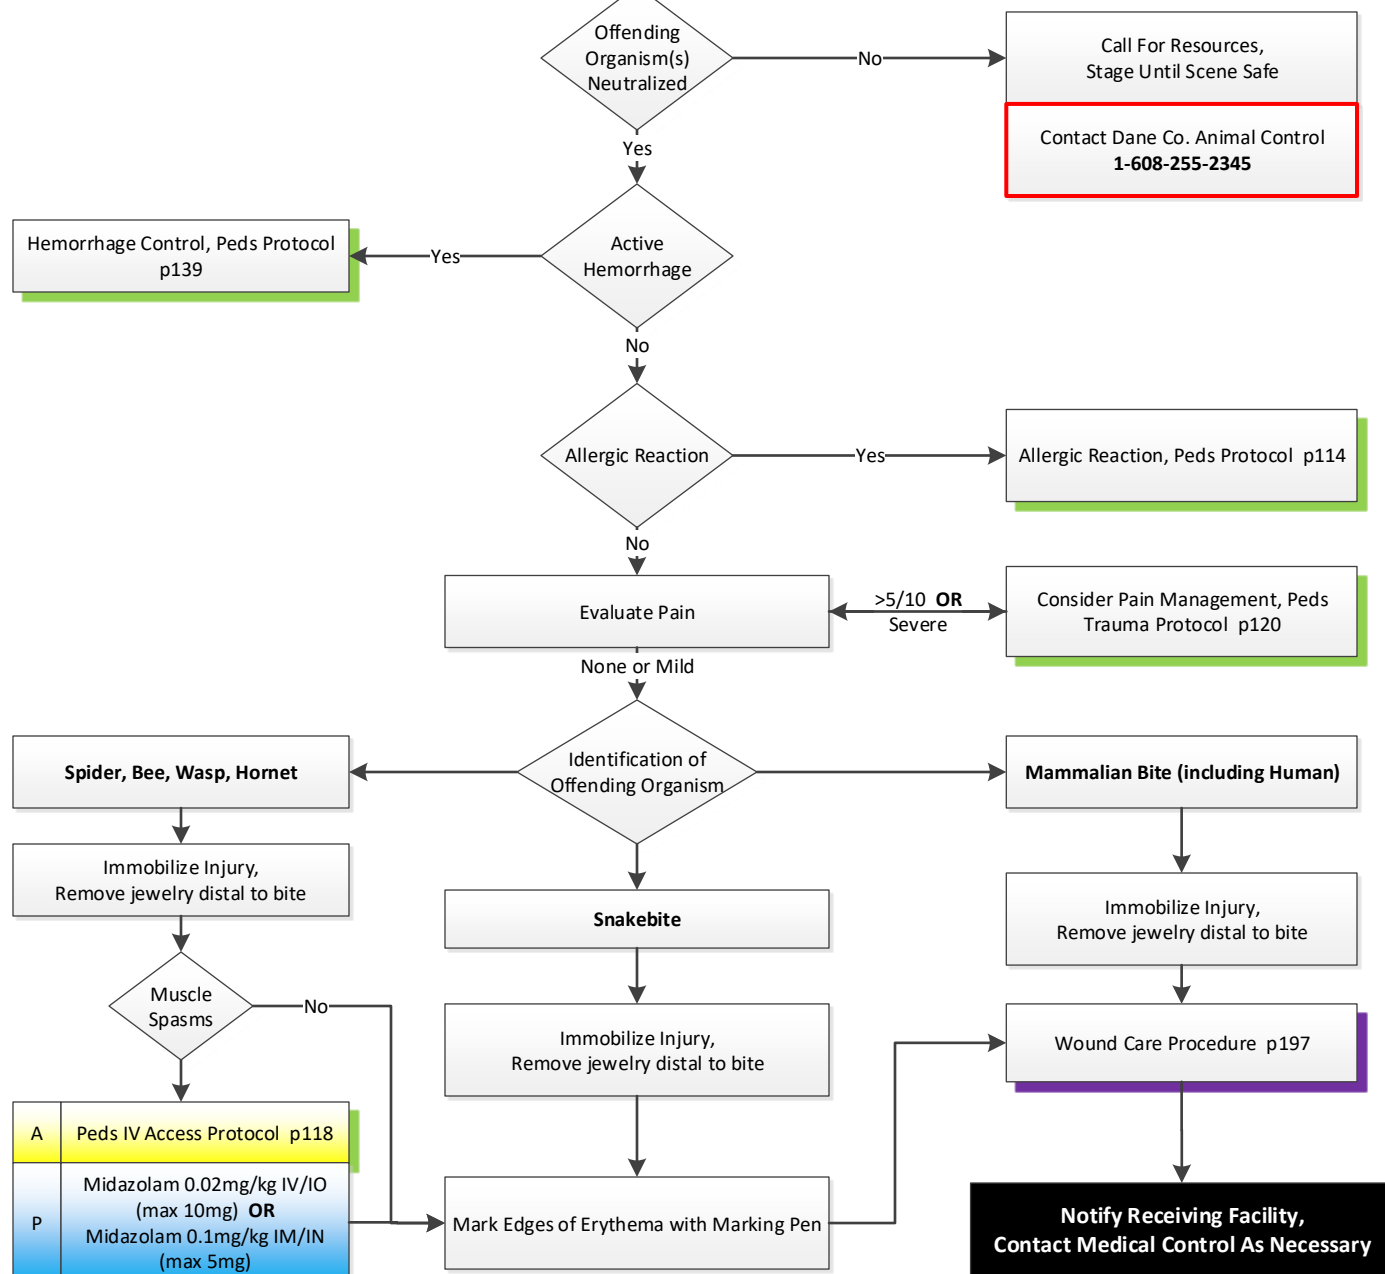 Offending
Organism(s)
Neutralized
No
Call For Resources,
Stage Until Scene Safe
Contact Dane Co. Animal Control
1-608-255-2345
Yes
Hemorrhage Control, Peds Protocol
p139
Yes
Active
Hemorrhage
No
Allergic Reaction
Yes
Allergic Reaction, Peds Protocol p114
No
Evaluate Pain
>5/10 OR
Severe
Consider Pain Management, Peds
Trauma Protocol p120
None or Mild
Identification of
Offending Organism
Spider, Bee, Wasp, Hornet
Mammalian Bite (including Human)
Immobilize Injury,
Remove jewelry distal to bite
Snakebite
Immobilize Injury,
Remove jewelry distal to bite
Muscle
Spasms
No
Immobilize Injury,
Remove jewelry distal to bite
Wound Care Procedure p197
A
Peds IV Access Protocol p118
P
Midazolam 0.02mg/kg IV/IO
(max 10mg) OR
Midazolam 0.1mg/kg IM/IN
(max 5mg)
Mark Edges of Erythema with Marking Pen
Notify Receiving Facility,
Contact Medical Control As Necessary